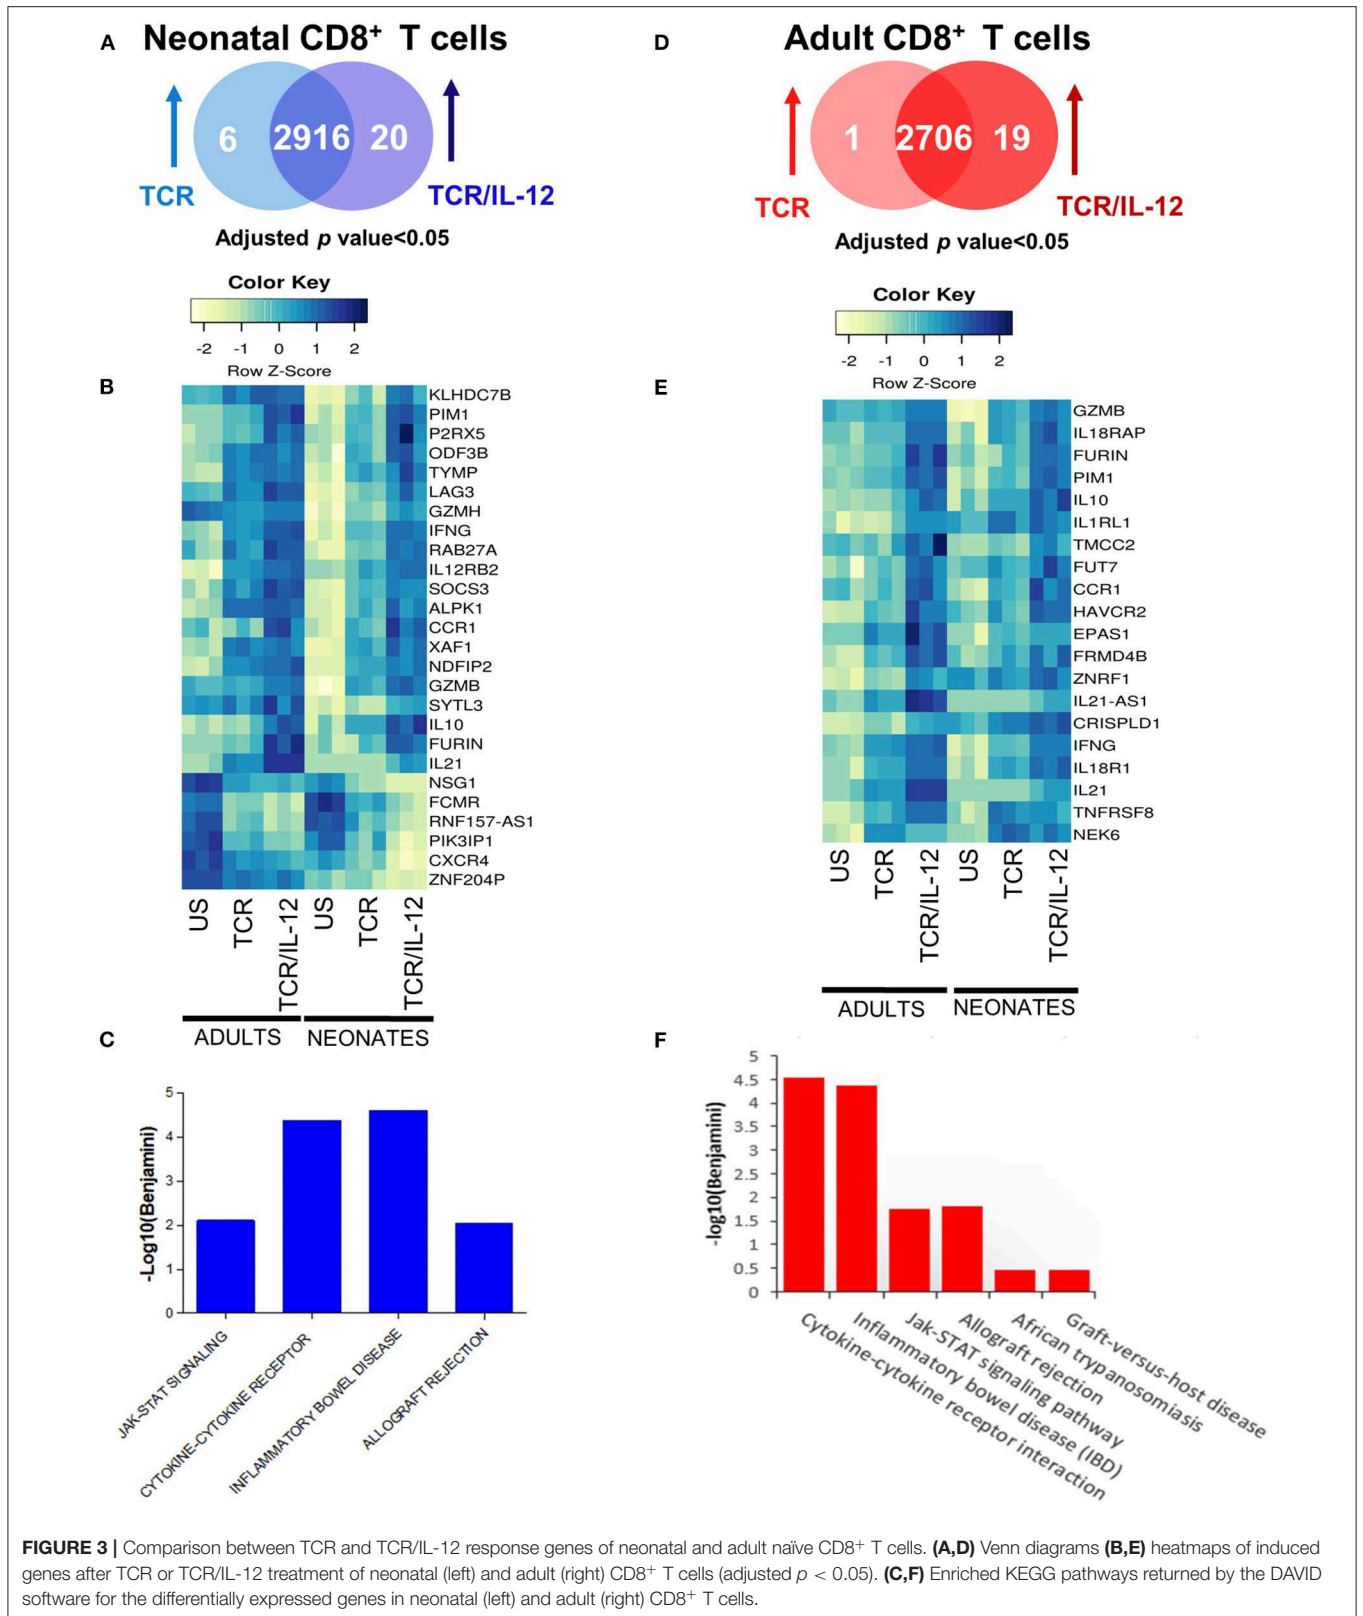 A
Neonatal CD8+ T cells
6
2916
20
TCR
TCR/IL-12
Adjusted p value<0.05
Color Key
-2 -1 0 1 2
Row Z-Score
B
KLHDC7B
PIM1
P2RX5
ODF3B
TYMP
LAG3
GZMH
IFNG
RAB27A
IL12RB2
SOCS3
ALPK1
CCR1
XAF1
NDFIP2
GZMB
SYTL3
IL10
FURIN
IL21
NSG1
FCMR
RNF157-AS1
PIK3IP1
CXCR4
ZNF204P
US
TCR
TCR/IL-12
US
TCR
TCR/IL-12
ADULTS
NEONATES
C
-Log10(Benjamini)
5
4
3
2
1
0
JAK-STAT SIGNALING
CYTOKINE-CYTOKINE RECEPTOR
INFLAMMATORY BOWEL DISEASE
ALLOGRAFT REJECTION
D
Adult CD8+ T cells
1
2706
19
TCR
TCR/IL-12
Adjusted p value<0.05
Color Key
-2 -1 0 1 2
Row Z-Score
E
GZMB
IL18RAP
FURIN
PIM1
IL10
IL1RL1
TMCC2
FUT7
CCR1
HAVCR2
EPAS1
FRMD4B
ZNRF1
IL21-AS1
CRISPLD1
IFNG
IL18R1
IL21
TNFRSF8
NEK6
US
TCR
TCR/IL-12
US
TCR
TCR/IL-12
ADULTS
NEONATES
F
-log10(Benjamini)
5
4.5
4
3.5
3
2.5
2
1.5
1
0.5
0
Cytokine-cytokine receptor interaction
Inflammatory bowel disease (IBD)
Jak-STAT signaling pathway
Allograft rejection
African trypanosomiasis
Graft-versus-host disease
FIGURE 3 | Comparison between TCR and TCR/IL-12 response genes of neonatal and adult naïve CD8+ T cells. (A,D) Venn diagrams (B,E) heatmaps of induced
genes after TCR or TCR/IL-12 treatment of neonatal (left) and adult (right) CD8+ T cells (adjusted p < 0.05). (C,F) Enriched KEGG pathways returned by the DAVID
software for the differentially expressed genes in neonatal (left) and adult (right) CD8+ T cells.